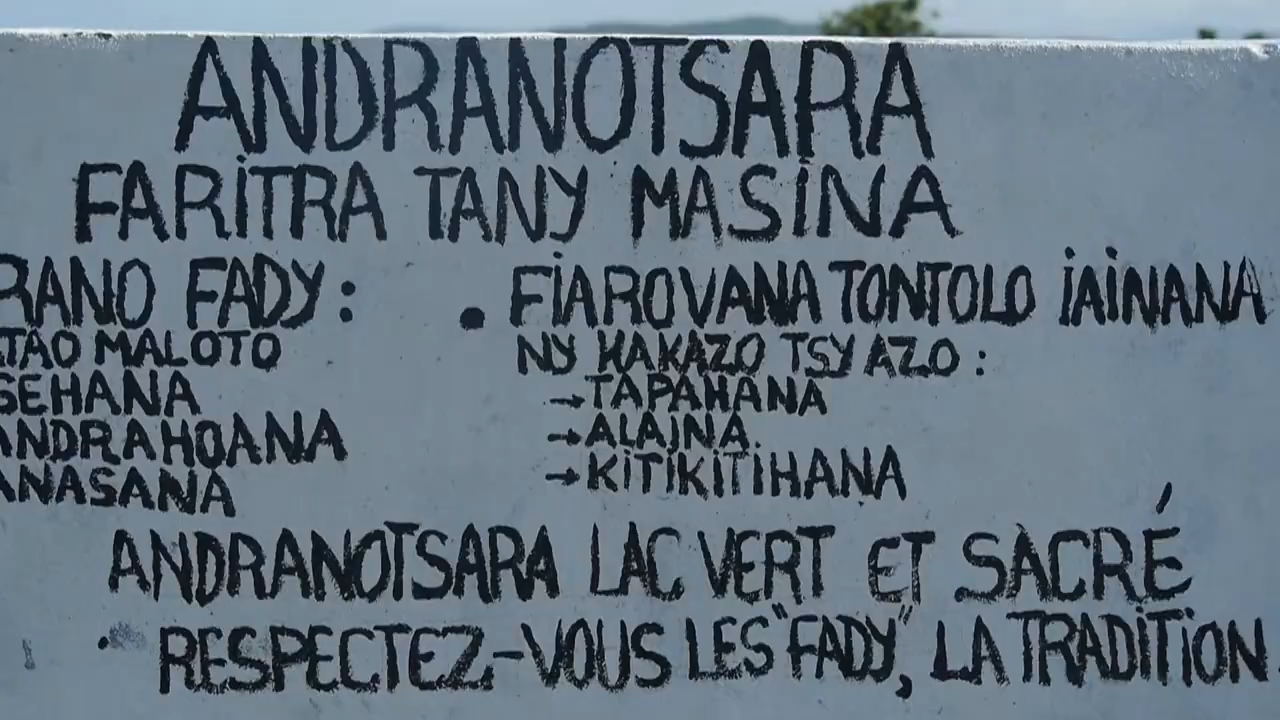 ANDRANOTSARA
FARITRA TANY MASINA
RANO FADY :
TAO MALOTO
SEHANA
ANDRAHOANA
ANASANA
• FIAROVANA TONTOLO IAINANA
NY HAKAZO TSY AZO :
→ TAPAHANA
→ ALAINA.
→ KITIKITIHANA
ANDRANOTSARA LAC VERT ET SACRÉ
• RESPECTEZ-VOUS LES "FADY", LA TRADITION